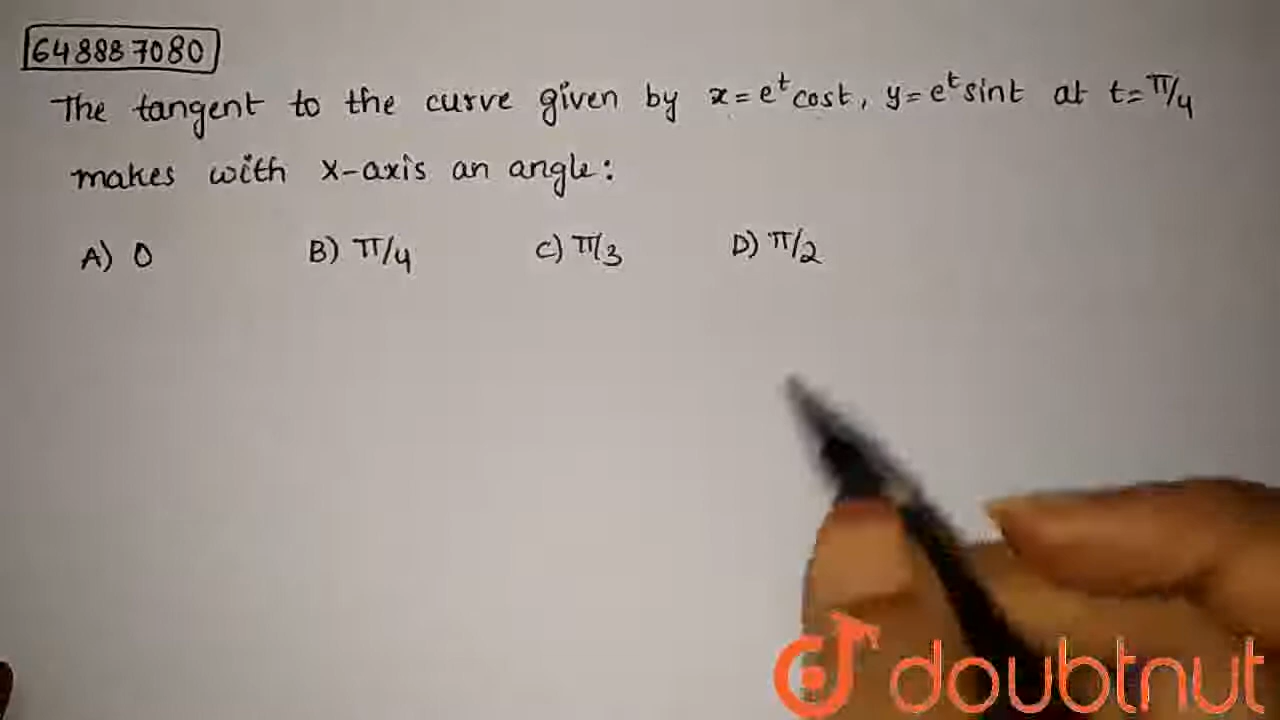 648887080
The tangent to the curve given by x=e^t cost, y=e^t sint at t=π/4
makes with x-axis an angle:
A) 0 B) π/4 C) π/3 D) π/2
doubtnut